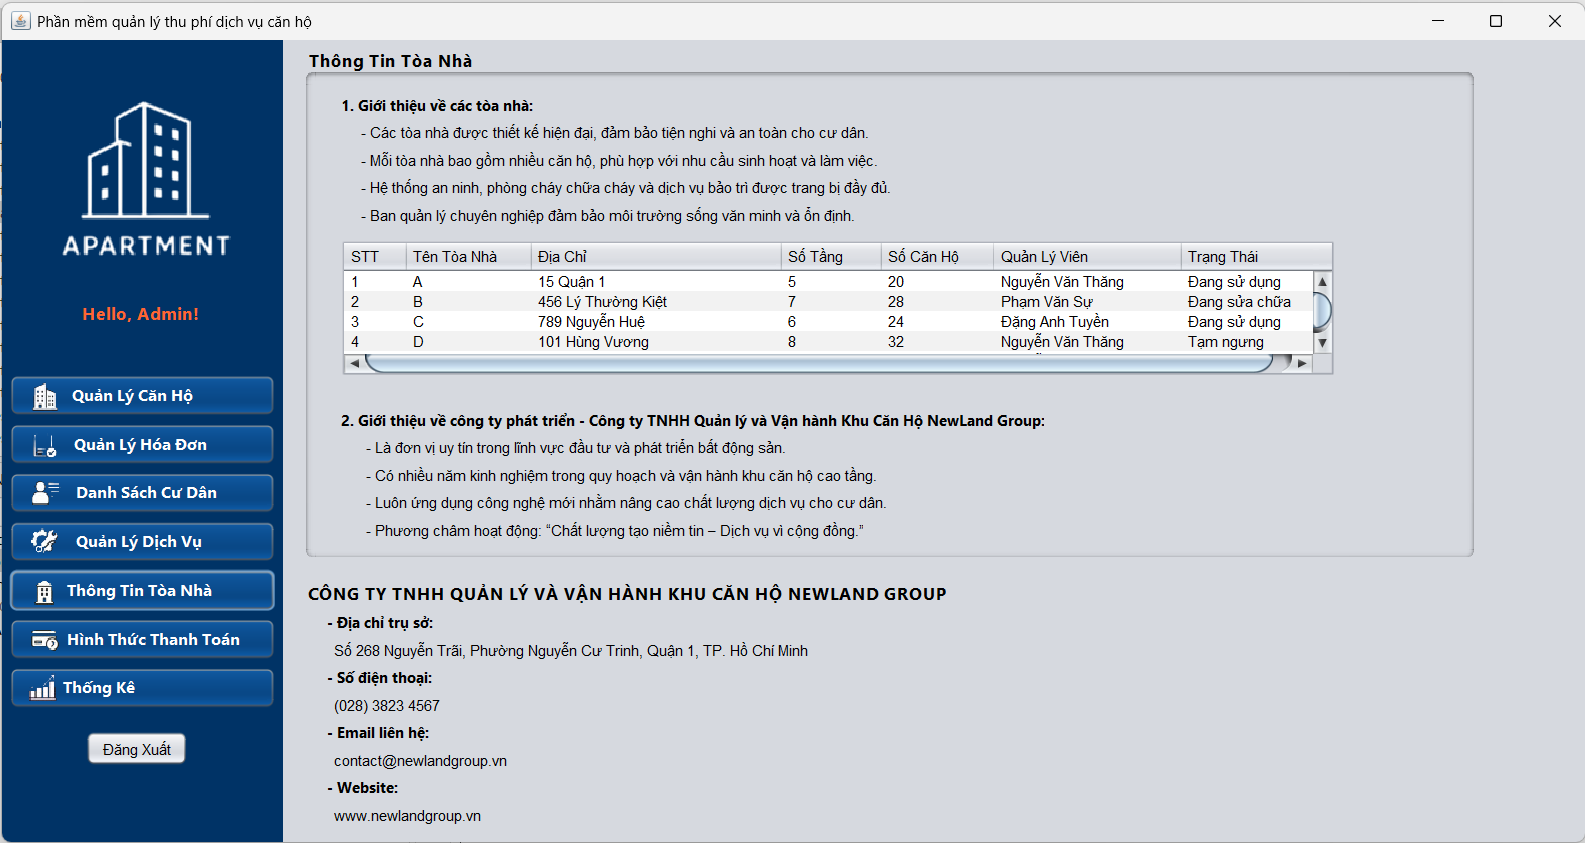 Phần mềm quản lý thu phí dịch vụ căn hộ
APARTMENT
Hello, Admin!
Quản Lý Căn Hộ
Quản Lý Hóa Đơn
Danh Sách Cư Dân
Quản Lý Dịch Vụ
Thông Tin Tòa Nhà
Hình Thức Thanh Toán
Thống Kê
Đăng Xuất
Thông Tin Tòa Nhà
1. Giới thiệu về các tòa nhà:
- Các tòa nhà được thiết kế hiện đại, đảm bảo tiện nghi và an toàn cho cư dân.
- Mỗi tòa nhà bao gồm nhiều căn hộ, phù hợp với nhu cầu sinh hoạt và làm việc.
- Hệ thống an ninh, phòng cháy chữa cháy và dịch vụ bảo trì được trang bị đầy đủ.
- Ban quản lý chuyên nghiệp đảm bảo môi trường sống văn minh và ổn định.
STT Tên Tòa Nhà Địa Chỉ Số Tầng Số Căn Hộ Quản Lý Viên Trạng Thái
1 A 15 Quận 1 5 20 Nguyễn Văn Thăng Đang sử dụng
2 B 456 Lý Thường Kiệt 7 28 Phạm Văn Sự Đang sửa chữa
3 C 789 Nguyễn Huệ 6 24 Đặng Anh Tuyền Đang sử dụng
4 D 101 Hùng Vương 8 32 Nguyễn Văn Thăng Tạm ngưng
2. Giới thiệu về công ty phát triển - Công ty TNHH Quản lý và Vận hành Khu Căn Hộ NewLand Group:
- Là đơn vị uy tín trong lĩnh vực đầu tư và phát triển bất động sản.
- Có nhiều năm kinh nghiệm trong quy hoạch và vận hành khu căn hộ cao tầng.
- Luôn ứng dụng công nghệ mới nhằm nâng cao chất lượng dịch vụ cho cư dân.
- Phương châm hoạt động: “Chất lượng tạo niềm tin – Dịch vụ vì cộng đồng.”
CÔNG TY TNHH QUẢN LÝ VÀ VẬN HÀNH KHU CĂN HỘ NEWLAND GROUP
- Địa chỉ trụ sở:
Số 268 Nguyễn Trãi, Phường Nguyễn Cư Trinh, Quận 1, TP. Hồ Chí Minh
- Số điện thoại:
(028) 3823 4567
- Email liên hệ:
contact@newlandgroup.vn
- Website:
www.newlandgroup.vn